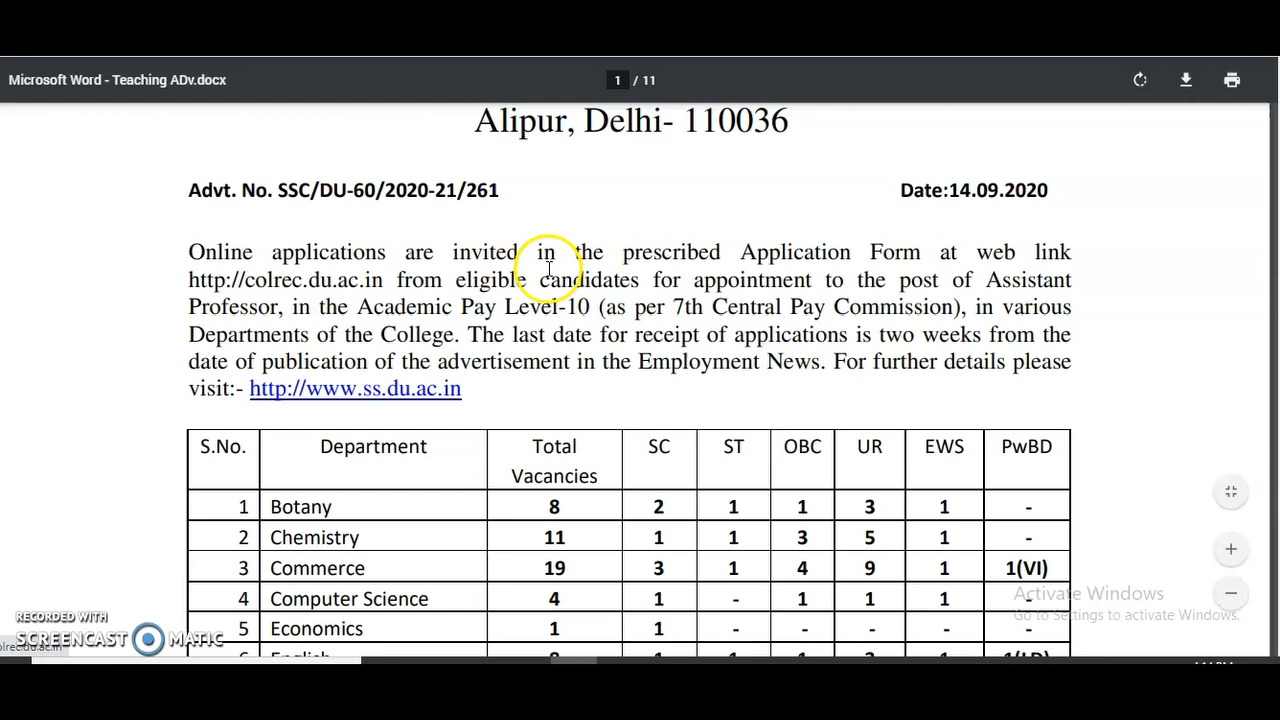 Microsoft Word - Teaching ADv.docx
1 / 11
Alipur, Delhi- 110036
Advt. No. SSC/DU-60/2020-21/261 Date:14.09.2020
Online applications are invited in the prescribed Application Form at web link
http://colrec.du.ac.in from eligible candidates for appointment to the post of Assistant
Professor, in the Academic Pay Level-10 (as per 7th Central Pay Commission), in various
Departments of the College. The last date for receipt of applications is two weeks from the
date of publication of the advertisement in the Employment News. For further details please
visit:- http://www.ss.du.ac.in
S.No. Department Total Vacancies SC ST OBC UR EWS PwBD
1 Botany 8 2 1 1 3 1 -
2 Chemistry 11 1 1 3 5 1 -
3 Commerce 19 3 1 4 9 1 1(VI)
4 Computer Science 4 1 - 1 1 1 -
5 Economics 1 1 - - - - -
English
Activate Windows
Go to Settings to activate Windows.
RECORDED WITH
SCREENCAST MATIC